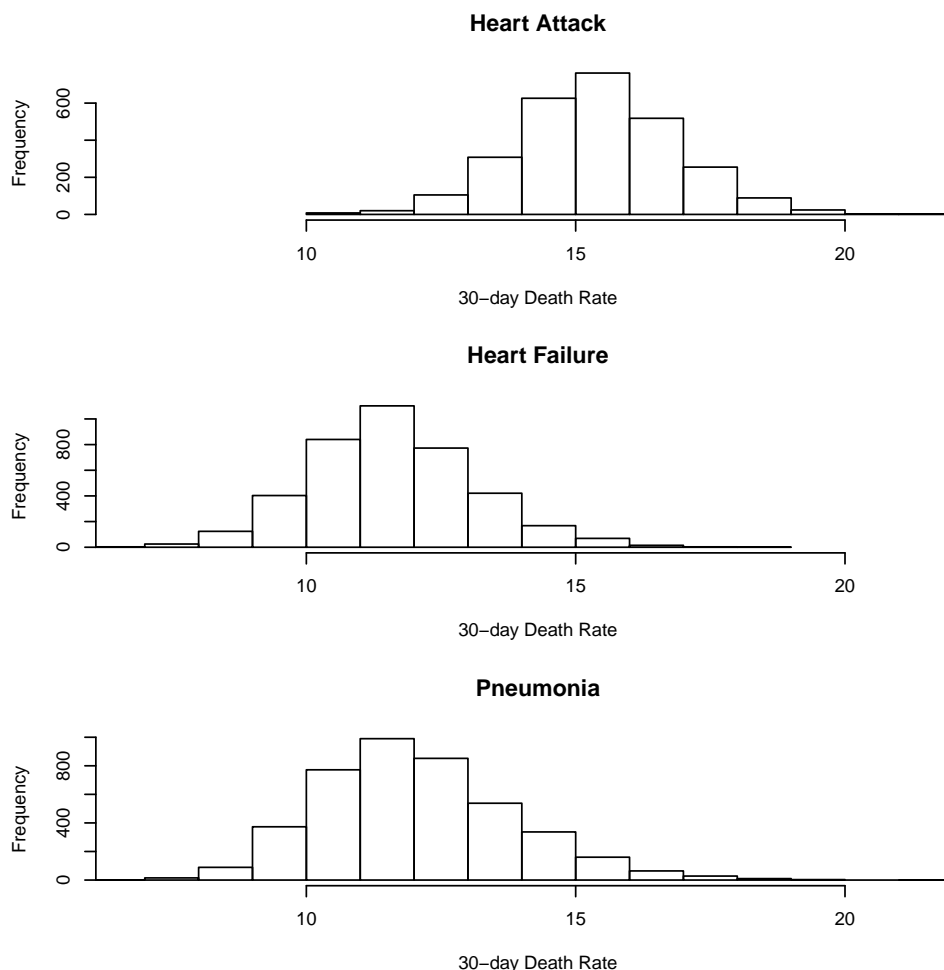 Heart Attack
Frequency
600
200
0
10 15 20
30−day Death Rate
Heart Failure
Frequency
800
400
0
10 15 20
30−day Death Rate
Pneumonia
Frequency
800
400
0
10 15 20
30−day Death Rate